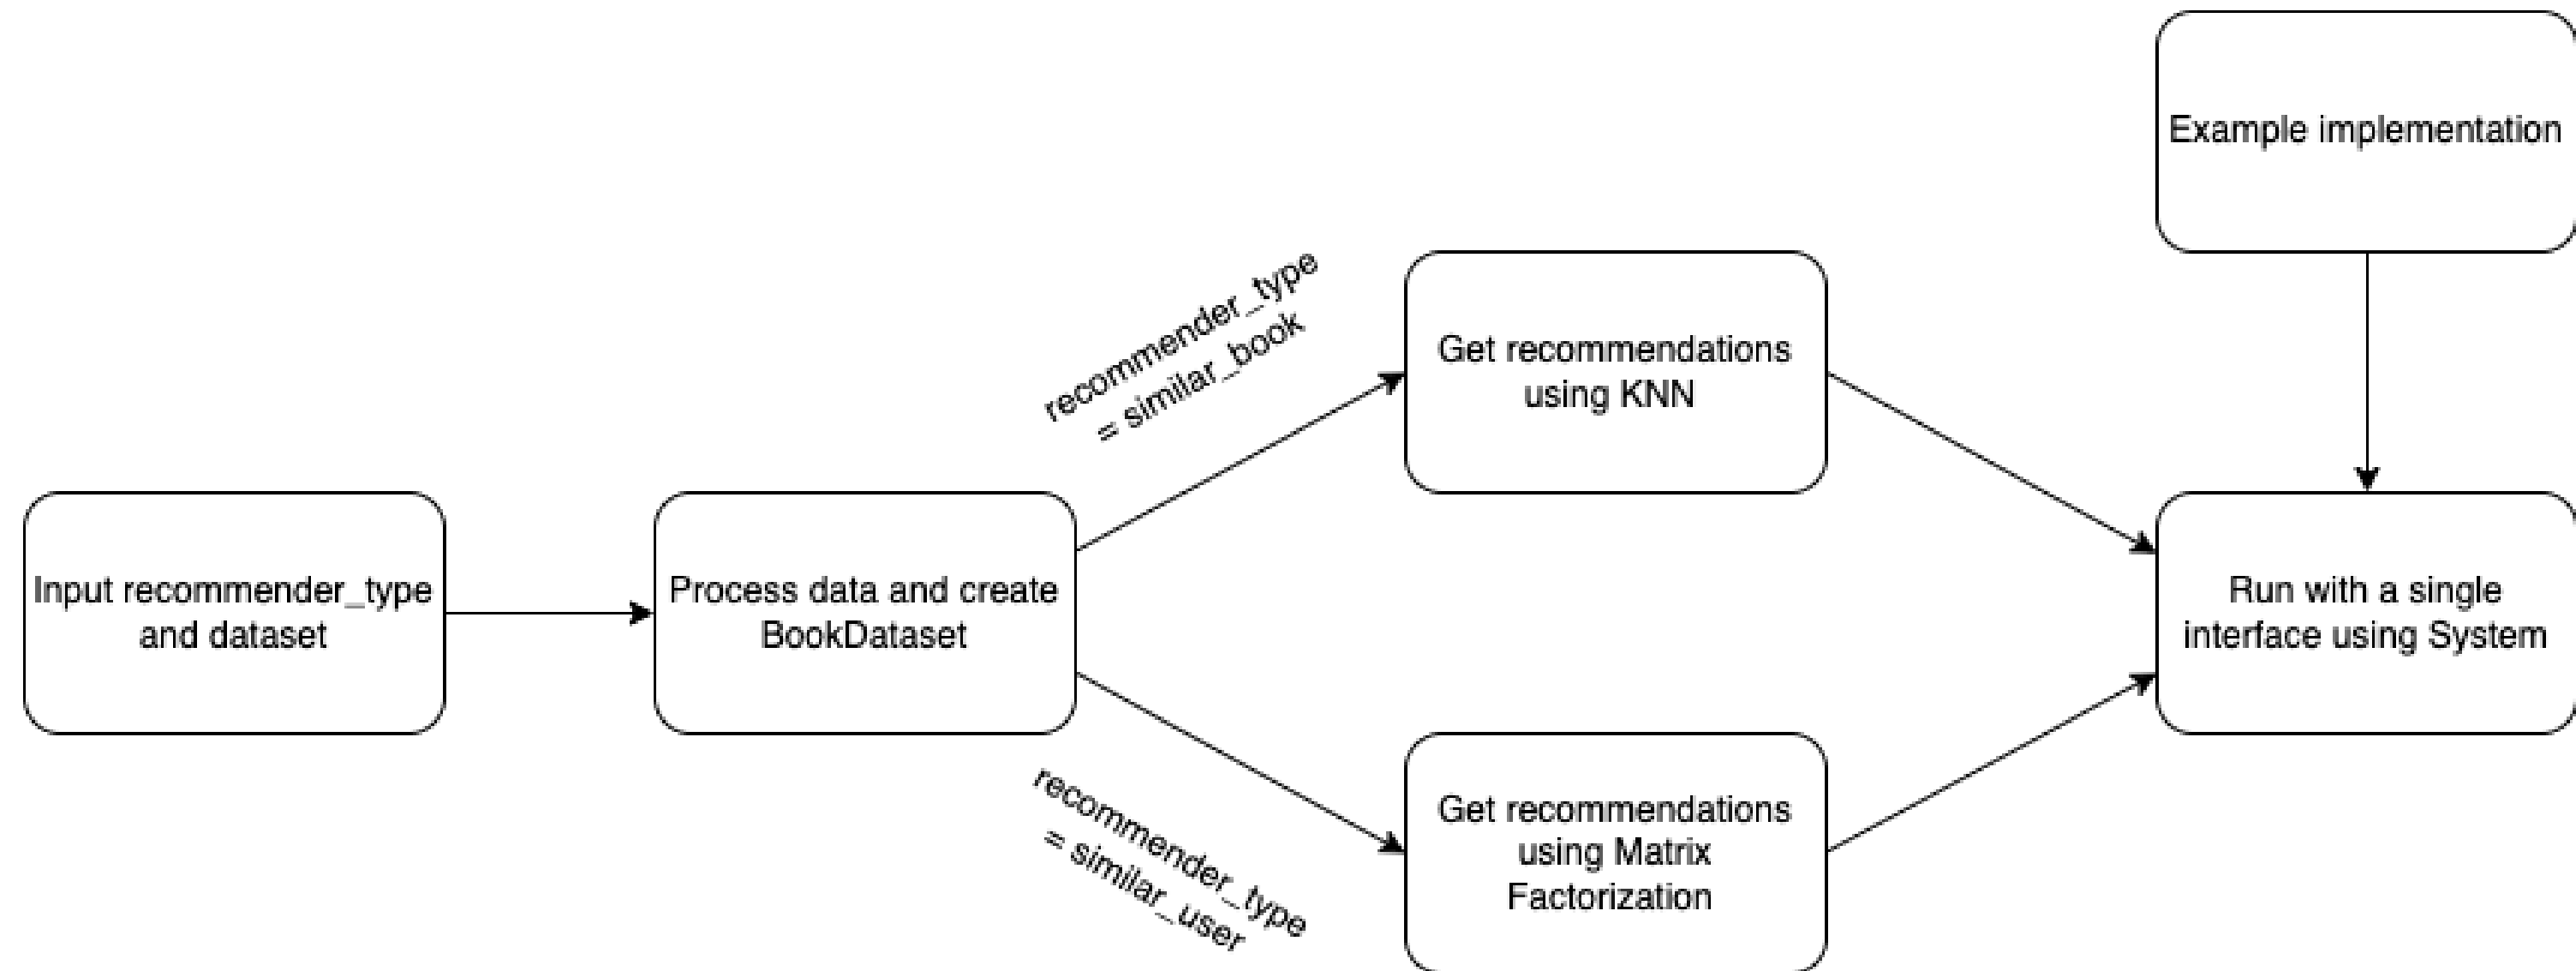 Example implementation
recommender_type
= similar_book
Get recommendations
using KNN
Input recommender_type
and dataset
Process data and create
BookDataset
Run with a single
interface using System
recommender_type
= similar_user
Get recommendations
using Matrix
Factorization